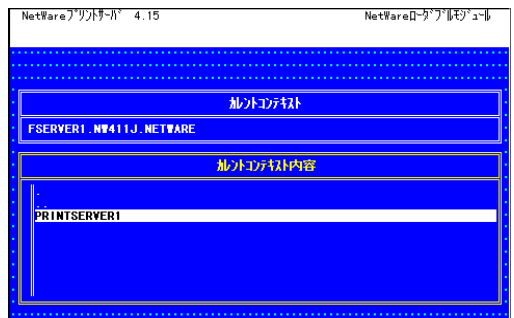 NetWareプリントサーバ 4.15 NetWareローダブルモジュール
カレントコンテキスト
FSERVER1.NW411J.NETWARE
カレントコンテキスト内容
.
..
PRINTSERVER1